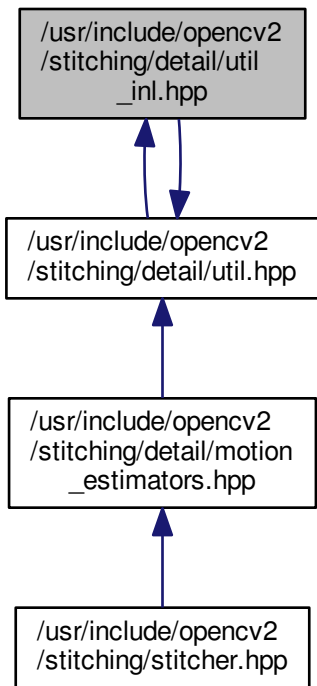 /usr/include/opencv2
/stitching/detail/util
_inl.hpp
/usr/include/opencv2
/stitching/detail/util.hpp
/usr/include/opencv2
/stitching/detail/motion
_estimators.hpp
/usr/include/opencv2
/stitching/stitcher.hpp